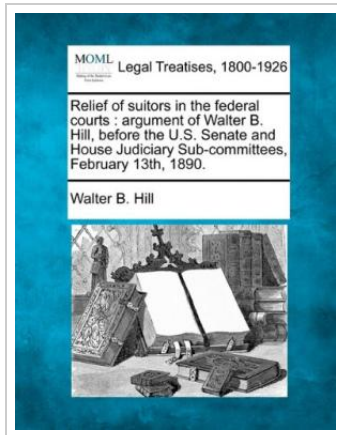 MOML
Legal Treatises, 1800-1926
Relief of suitors in the federal
courts : argument of Walter B.
Hill, before the U.S. Senate and
House Judiciary Sub-committees,
February 13th, 1890.
Walter B. Hill